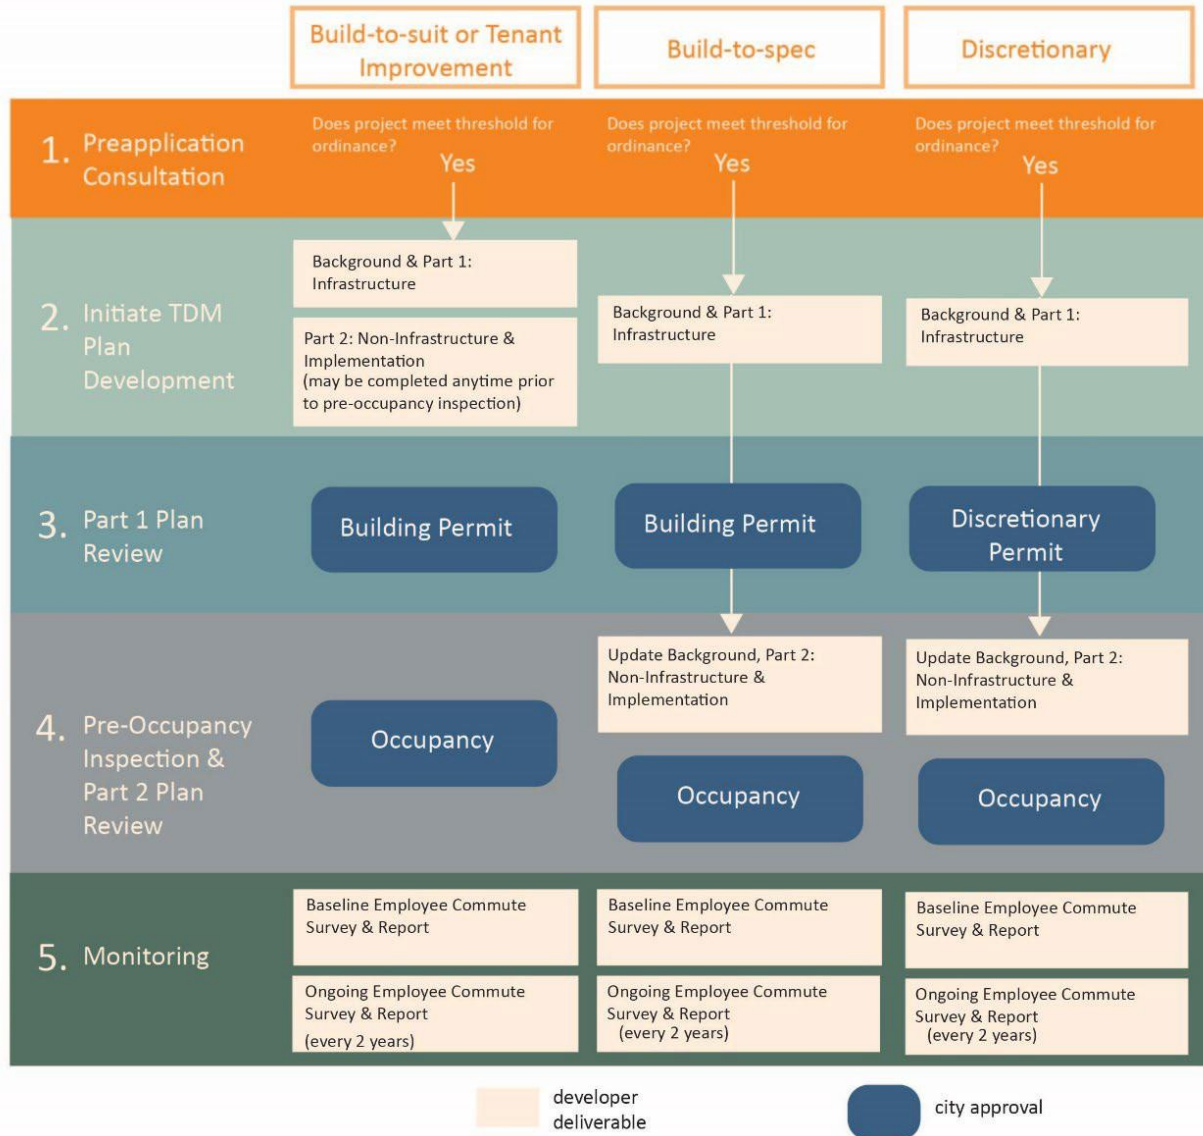 Build-to-suit or Tenant
Improvement
Build-to-spec
Discretionary
1. Preapplication
Consultation
Does project meet threshold for
ordinance?
Yes
Does project meet threshold for
ordinance?
Yes
Does project meet threshold for
ordinance?
Yes
2. Initiate TDM
Plan
Development
Background & Part 1:
Infrastructure
Part 2: Non-Infrastructure &
Implementation
(may be completed anytime prior
to pre-occupancy inspection)
Background & Part 1:
Infrastructure
Background & Part 1:
Infrastructure
3. Part 1 Plan
Review
Building Permit
Building Permit
Discretionary
Permit
4. Pre-Occupancy
Inspection &
Part 2 Plan
Review
Occupancy
Update Background, Part 2:
Non-Infrastructure &
Implementation
Occupancy
Update Background, Part 2:
Non-Infrastructure &
Implementation
Occupancy
5. Monitoring
Baseline Employee Commute
Survey & Report
Ongoing Employee Commute
Survey & Report
(every 2 years)
Baseline Employee Commute
Survey & Report
Ongoing Employee Commute
Survey & Report
(every 2 years)
Baseline Employee Commute
Survey & Report
Ongoing Employee Commute
Survey & Report
(every 2 years)
developer
deliverable
city approval